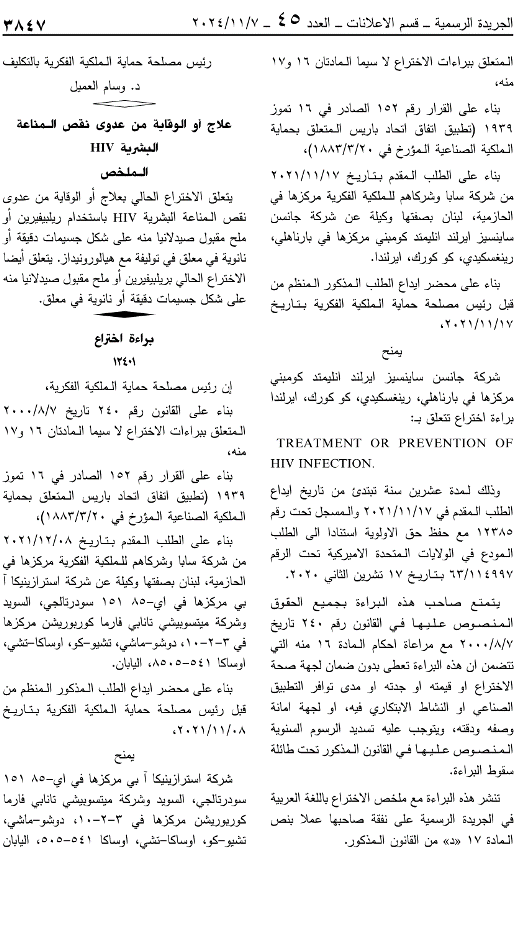 الجريدة الرسمية ــ قسم الاعلانات ــ العدد ٤٥ ــ ٢٠٢٤/١١/٧
٣٨٤٧
المتعلق ببراءات الاختراع لا سيما المادتان ١٦ و١٧
منه،
بناء على القرار رقم ١٥٢ الصادر في ١٦ تموز
١٩٣٩ (تطبيق اتفاق اتحاد باريس المتعلق بحماية
الملكية الصناعية المؤرخ في ١٨٨٣/٣/٢٠)،
بناء على الطلب المقدم بتاريخ ٢٠٢١/١١/١٧
من شركة سابا وشركاهم للملكية الفكرية مركزها في
الحازمية، لبنان بصفتها وكيلة عن شركة جانسن
ساينسيز ايرلند انليمتد كومبني مركزها في بارناهلي،
رينغسكيدي، كو كورك، ايرلندا.
بناء على محضر ايداع الطلب المذكور المنظم من
قبل رئيس مصلحة حماية الملكية الفكرية بتاريخ
٢٠٢١/١١/١٧،
يمنح
شركة جانسن ساينسيز ايرلند انليمتد كومبني
مركزها في بارناهلي، رينغسكيدي، كو كورك، ايرلندا
براءة اختراع تتعلق بـ:
TREATMENT OR PREVENTION OF
HIV INFECTION.
وذلك لمدة عشرين سنة تبتدئ من تاريخ ايداع
الطلب المقدم في ٢٠٢١/١١/١٧ والمسجل تحت رقم
١٢٣٨٥ مع حفظ حق الاولوية استنادا الى الطلب
المودع في الولايات المتحدة الاميركية تحت الرقم
٦٣/١١٤٩٩٧ بتاريخ ١٧ تشرين الثاني ٢٠٢٠.
يتمتع صاحب هذه البراءة بجميع الحقوق
المنصوص عليها في القانون رقم ٢٤٠ تاريخ
٢٠٠٠/٨/٧ مع مراعاة احكام المادة ١٦ منه التي
تتضمن ان هذه البراءة تعطى بدون ضمان لجهة صحة
الاختراع او قيمته او جدته او مدى توافر التطبيق
الصناعي او النشاط الابتكاري فيه، او لجهة امانة
وصفه ودقته، ويتوجب عليه تسديد الرسوم السنوية
المنصوص عليها في القانون المذكور تحت طائلة
سقوط البراءة.
تنشر هذه البراءة مع ملخص الاختراع باللغة العربية
في الجريدة الرسمية على نفقة صاحبها عملا بنص
المادة ١٧ «د» من القانون المذكور.
رئيس مصلحة حماية الملكية الفكرية بالتكليف
د. وسام العميل
علاج أو الوقاية من عدوى نقص المناعة
البشرية HIV
الملخص
يتعلق الاختراع الحالي بعلاج أو الوقاية من عدوى
نقص المناعة البشرية HIV باستخدام ريلبيفيرين أو
ملح مقبول صيدلانيا منه على شكل جسيمات دقيقة أو
نانوية في معلق في توليفة مع هيالورونيداز. يتعلق أيضا
الاختراع الحالي بريلبيفيرين أو ملح مقبول صيدلانيا منه
على شكل جسيمات دقيقة أو نانوية في معلق.
براءة اختراع
١٢٤٠١
إن رئيس مصلحة حماية الملكية الفكرية،
بناء على القانون رقم ٢٤٠ تاريخ ٢٠٠٠/٨/٧
المتعلق ببراءات الاختراع لا سيما المادتان ١٦ و١٧
منه،
بناء على القرار رقم ١٥٢ الصادر في ١٦ تموز
١٩٣٩ (تطبيق اتفاق اتحاد باريس المتعلق بحماية
الملكية الصناعية المؤرخ في ١٨٨٣/٣/٢٠)،
بناء على الطلب المقدم بتاريخ ٢٠٢١/١٢/٠٨
من شركة سابا وشركاهم للملكية الفكرية مركزها في
الحازمية، لبنان بصفتها وكيلة عن شركة استرازينيكا آ
بي مركزها في اي-٨٥ ١٥١ سودرتالجي، السويد
وشركة ميتسوبيشي تانابي فارما كوربوريشن مركزها
في ٣-٢-١٠، دوشو-ماشي، تشيو-كو، اوساكا-تشي،
اوساكا ٥٤١-٨٥٠٥، اليابان.
بناء على محضر ايداع الطلب المذكور المنظم من
قبل رئيس مصلحة حماية الملكية الفكرية بتاريخ
٢٠٢١/١١/٠٨،
يمنح
شركة استرازينيكا آ بي مركزها في اي-٨٥ ١٥١
سودرتالجي، السويد وشركة ميتسوبيشي تانابي فارما
كوربوريشن مركزها في ٣-٢-١٠، دوشو-ماشي،
تشيو-كو، اوساكا-تشي، اوساكا ٥٤١-٥٠٥، اليابان